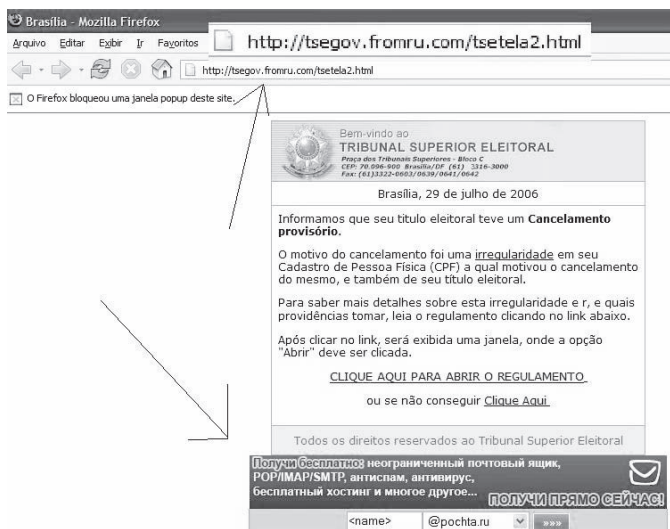 Brasília - Mozilla Firefox
Arquivo Editar Exibir Ir Favoritos
http://tsegov.fromru.com/tsetela2.html
http://tsegov.fromru.com/tsetela2.html
O Firefox bloqueou uma janela popup deste site.
Bem-vindo ao
TRIBUNAL SUPERIOR ELEITORAL
Praça dos Tribunais Superiores - Bloco C
CEP: 70.096-900 Brasília/DF (61) 3316-3000
Fax: (61)3322-0603/0639/0641/0642
Brasília, 29 de julho de 2006
Informamos que seu titulo eleitoral teve um Cancelamento
provisório.
O motivo do cancelamento foi uma irregularidade em seu
Cadastro de Pessoa Física (CPF) a qual motivou o cancelamento
do mesmo, e também de seu título eleitoral.
Para saber mais detalhes sobre esta irregularidade e r, e quais
providências tomar, leia o regulamento clicando no link abaixo.
Após clicar no link, será exibida uma janela, onde a opção
"Abrir" deve ser clicada.
CLIQUE AQUI PARA ABRIR O REGULAMENTO
ou se não conseguir Clique Aqui
Todos os direitos reservados ao Tribunal Superior Eleitoral
Получи бесплатно: неограниченный почтовый ящик,
POP/IMAP/SMTP, антиспам, антивирус,
бесплатный хостинг и многое другое...
ПОЛУЧИ ПРЯМО СЕЙЧАС!
<name> @pochta.ru »»»